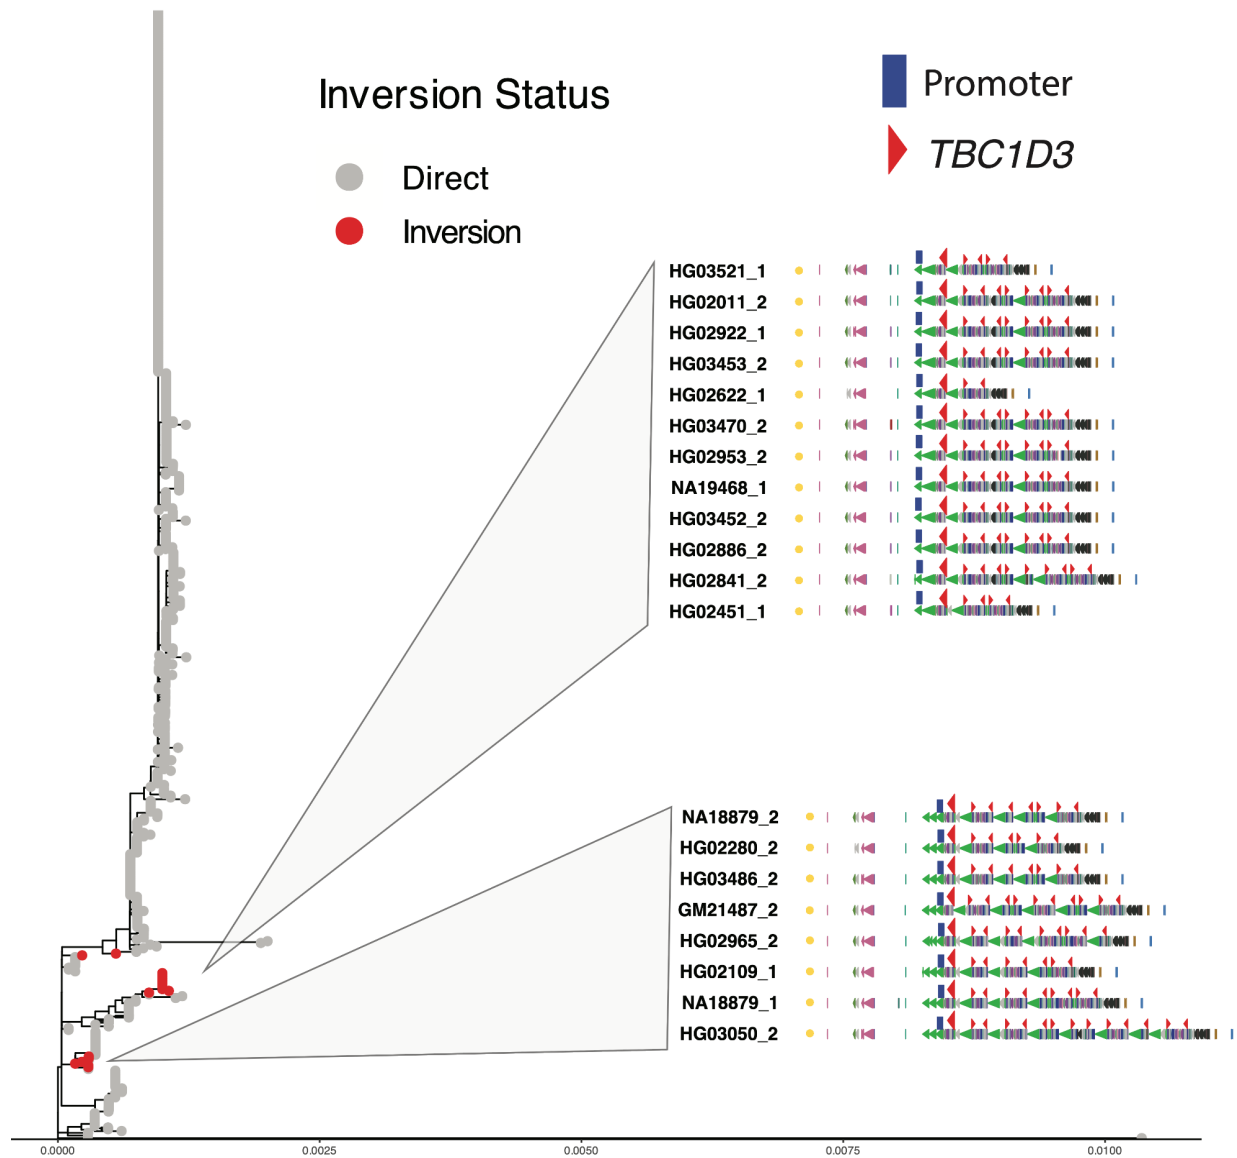 Inversion Status
Direct
Inversion
Promoter
TBC1D3
HG03521_1
HG02011_2
HG02922_1
HG03453_2
HG02622_1
HG03470_2
HG02953_2
NA19468_1
HG03452_2
HG02886_2
HG02841_2
HG02451_1
NA18879_2
HG02280_2
HG03486_2
GM21487_2
HG02965_2
HG02109_1
NA18879_1
HG03050_2
0.0000 0.0025 0.0050 0.0075 0.0100